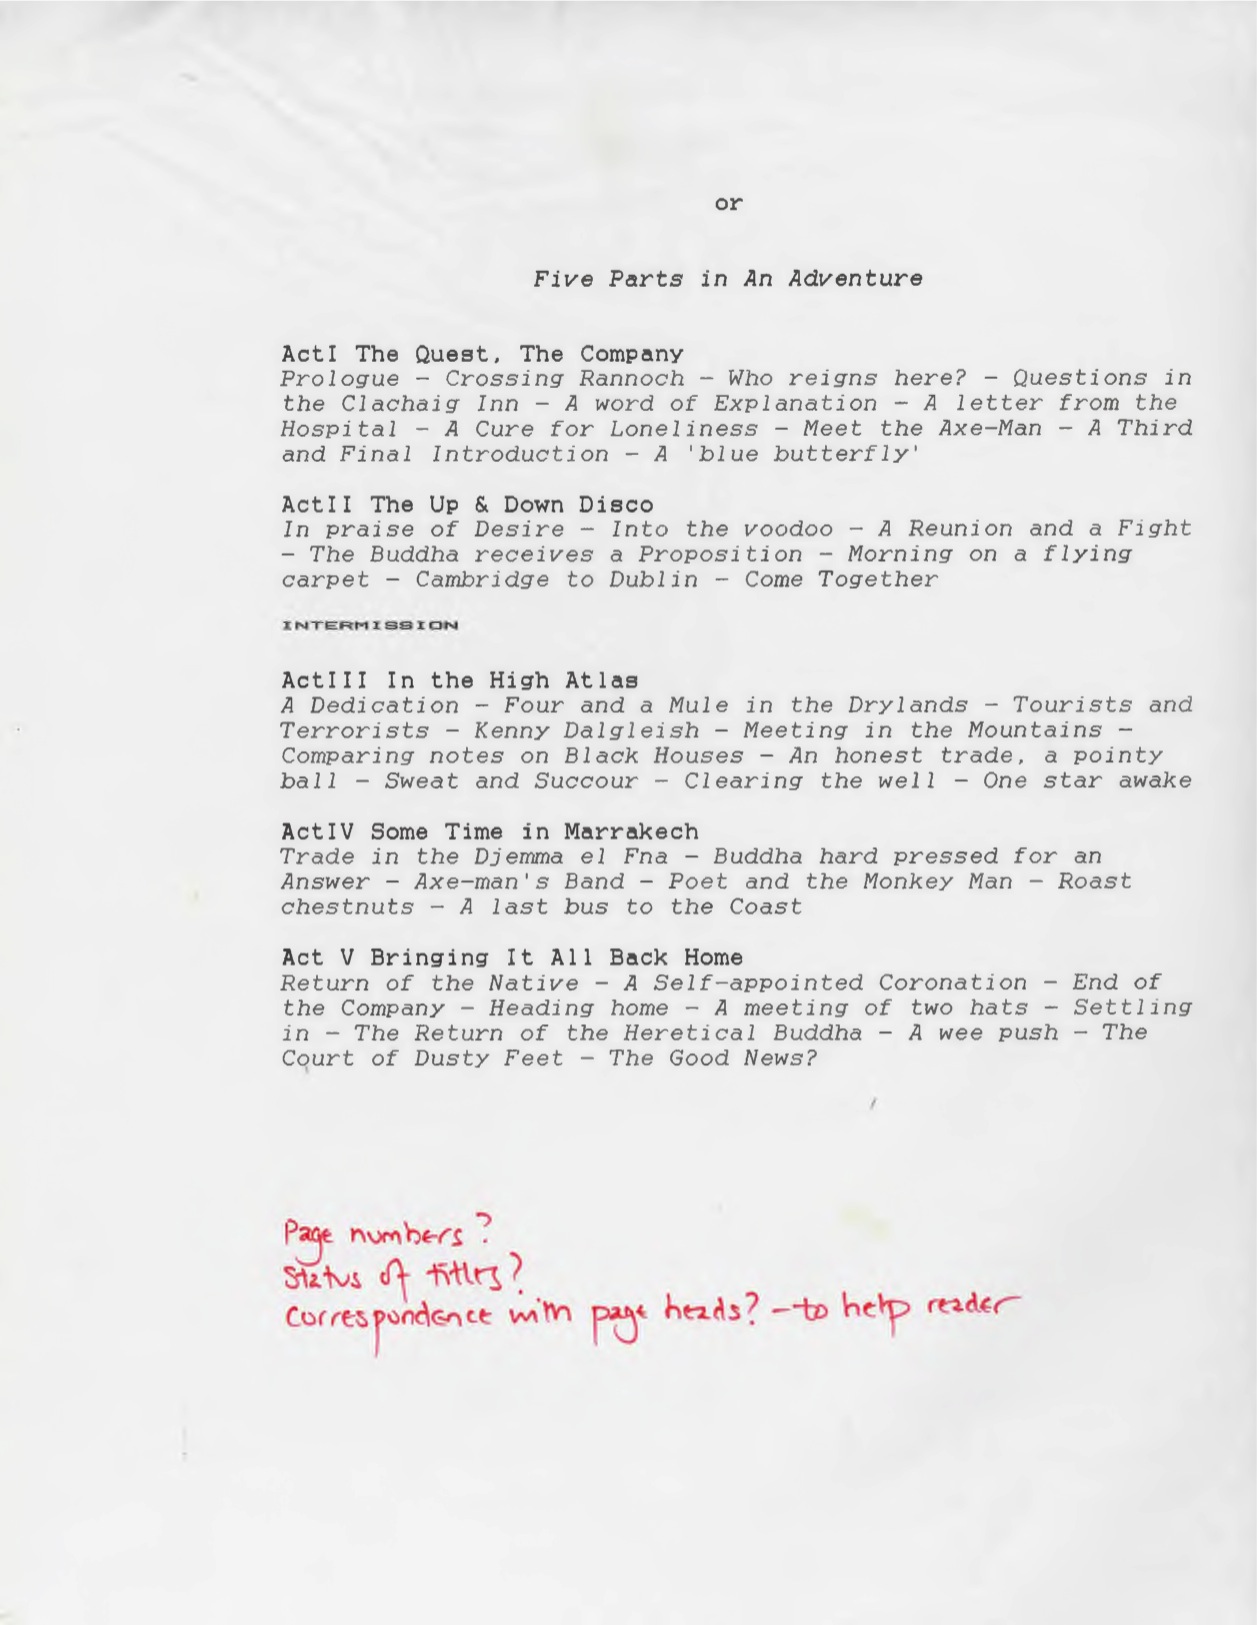 or
Five Parts in An Adventure
ActI The Quest, The Company
Prologue - Crossing Rannoch - Who reigns here? - Questions in
the Clachaig Inn - A word of Explanation - A letter from the
Hospital - A Cure for Loneliness - Meet the Axe-Man - A Third
and Final Introduction - A 'blue butterfly'
ActII The Up & Down Disco
In praise of Desire - Into the voodoo - A Reunion and a Fight
- The Buddha receives a Proposition - Morning on a flying
carpet - Cambridge to Dublin - Come Together
INTERMISSION
ActIII In the High Atlas
A Dedication - Four and a Mule in the Drylands - Tourists and
Terrorists - Kenny Dalgleish - Meeting in the Mountains -
Comparing notes on Black Houses - An honest trade, a pointy
ball - Sweat and Succour - Clearing the well - One star awake
ActIV Some Time in Marrakech
Trade in the Djemma el Fna - Buddha hard pressed for an
Answer - Axe-man's Band - Poet and the Monkey Man - Roast
chestnuts - A last bus to the Coast
Act V Bringing It All Back Home
Return of the Native - A Self-appointed Coronation - End of
the Company - Heading home - A meeting of two hats - Settling
in - The Return of the Heretical Buddha - A wee push - The
Court of Dusty Feet - The Good News?
Page numbers?
Status of titles?
Correspondence with page heads? - to help reader